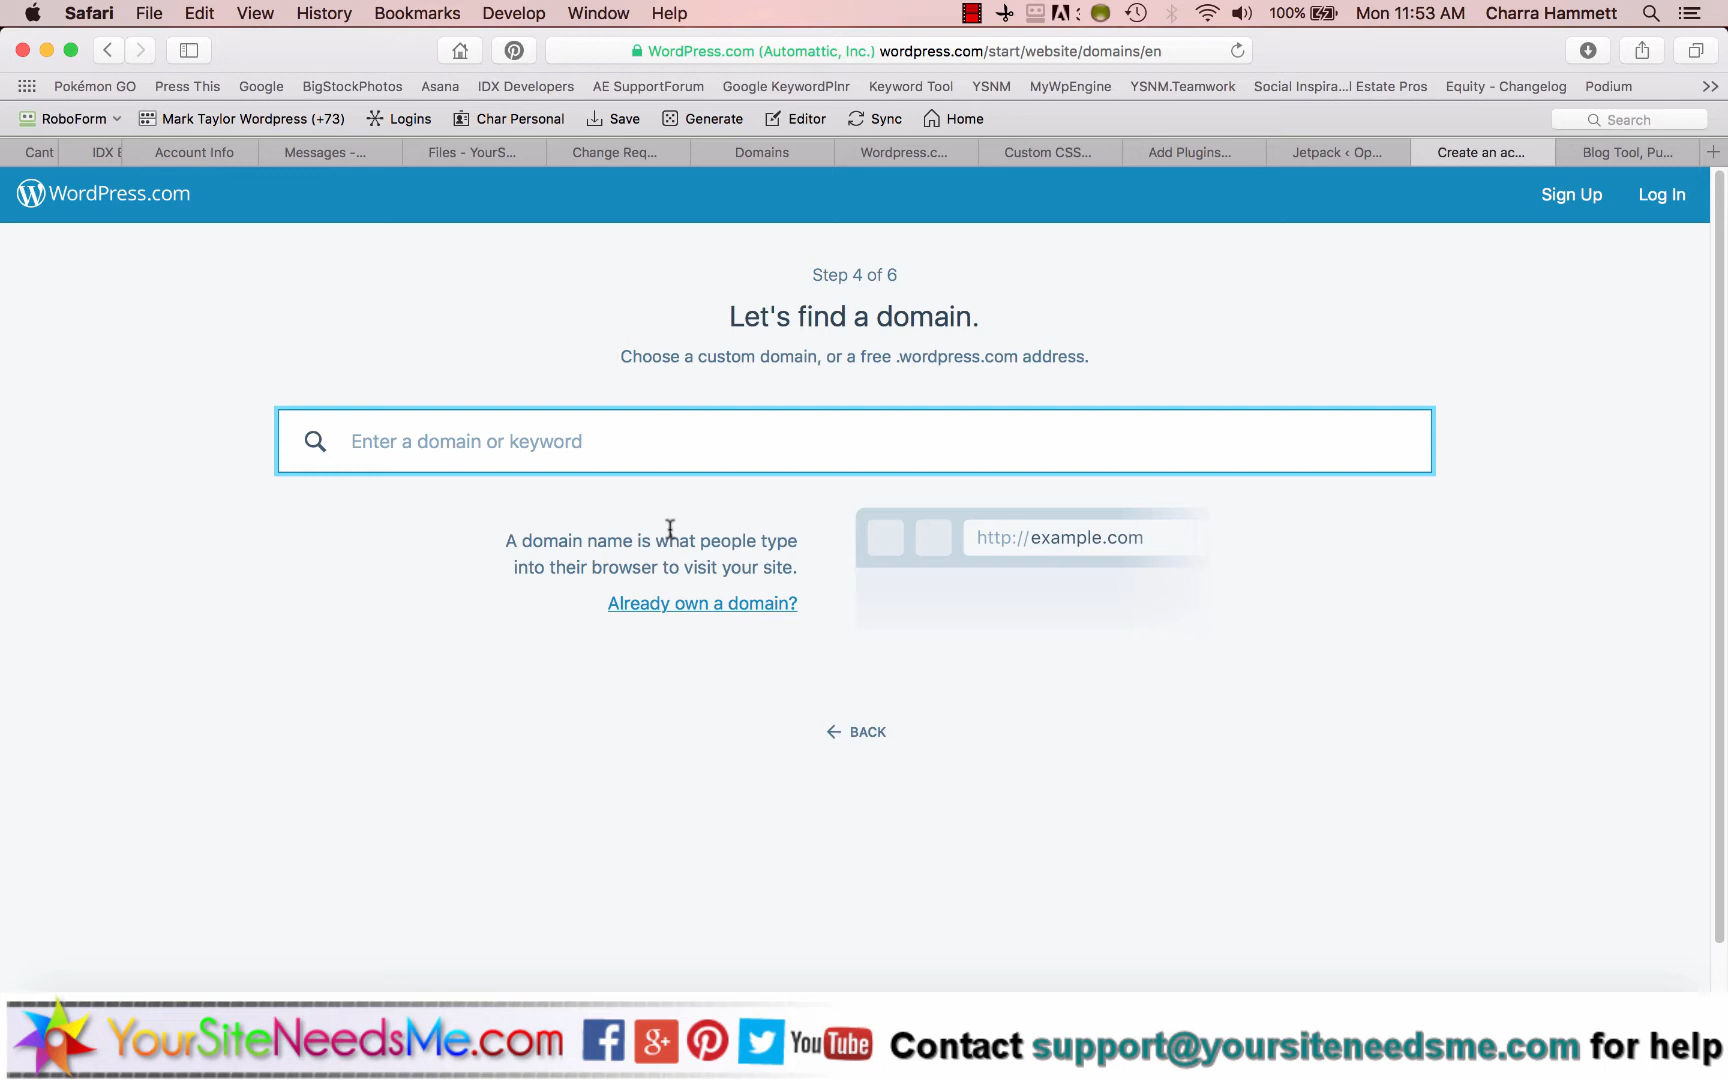 Safari File Edit View History Bookmarks Develop Window Help 100% Mon 11:53 AM Charra Hammett
WordPress.com (Automattic, Inc.) wordpress.com/start/website/domains/en
Pokémon GO Press This Google BigStockPhotos Asana IDX Developers AE SupportForum Google KeywordPlnr Keyword Tool YSNM MyWpEngine YSNM.Teamwork Social Inspira...l Estate Pros Equity - Changelog Podium >>
RoboForm Mark Taylor Wordpress (+73) Logins Char Personal Save Generate Editor Sync Home Search
Cant IDX Account Info Messages -... Files - YourS... Change Req... Domains Wordpress.c... Custom CSS... Add Plugins... Jetpack ‹ Op... Create an ac... Blog Tool, Pu... +
WordPress.com Sign Up Log In
Step 4 of 6
Let's find a domain.
Choose a custom domain, or a free .wordpress.com address.
Enter a domain or keyword
A domain name is what people type
into their browser to visit your site.
Already own a domain?
http://example.com
BACK
YourSiteNeedsMe.com f g+ You Tube Contact support@yoursiteneedsme.com for help